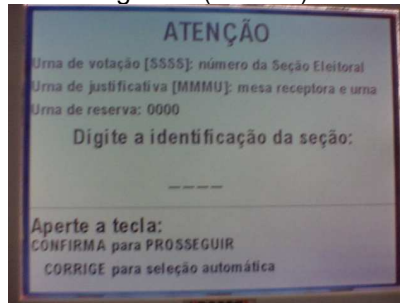 ATENÇÃO
Urna de votação [SSSS]: número da Seção Eleitoral
Urna de justificativa [MMMU]: mesa receptora e urna
Urna de reserva: 0000
Digite a identificação da seção:
____
Aperte a tecla:
CONFIRMA para PROSSEGUIR
CORRIGE para seleção automática